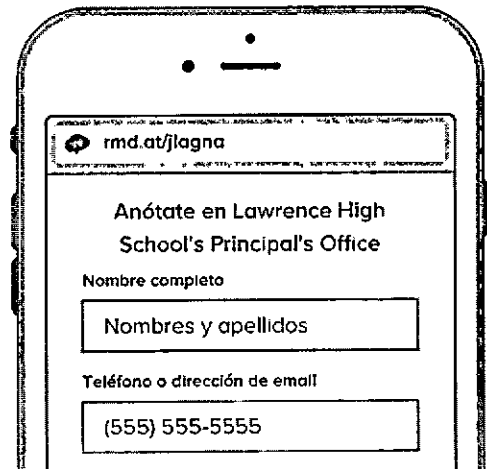 rmd.at/jlagna
Anótate en Lawrence High
School's Principal's Office
Nombre completo
Nombres y apellidos
Teléfono o dirección de email
(555) 555-5555